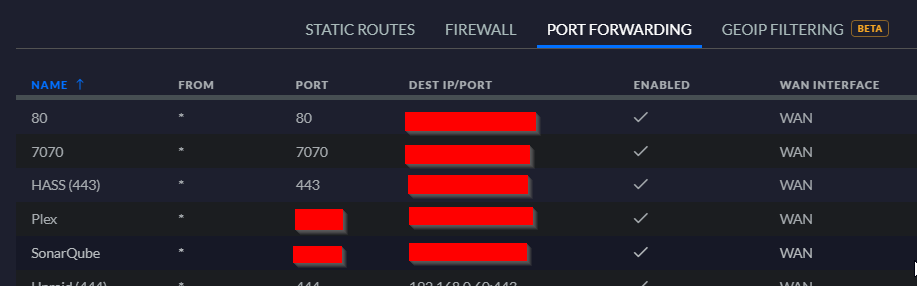 STATIC ROUTES FIREWALL PORT FORWARDING GEOIP FILTERING BETA
NAME ↑ FROM PORT DEST IP/PORT ENABLED WAN INTERFACE
80 * 80 ✓ WAN
7070 * 7070 ✓ WAN
HASS (443) * 443 ✓ WAN
Plex * ✓ WAN
SonarQube * ✓ WAN
Unraid (444) * 444 192.168.0.60:443 ✓ WAN